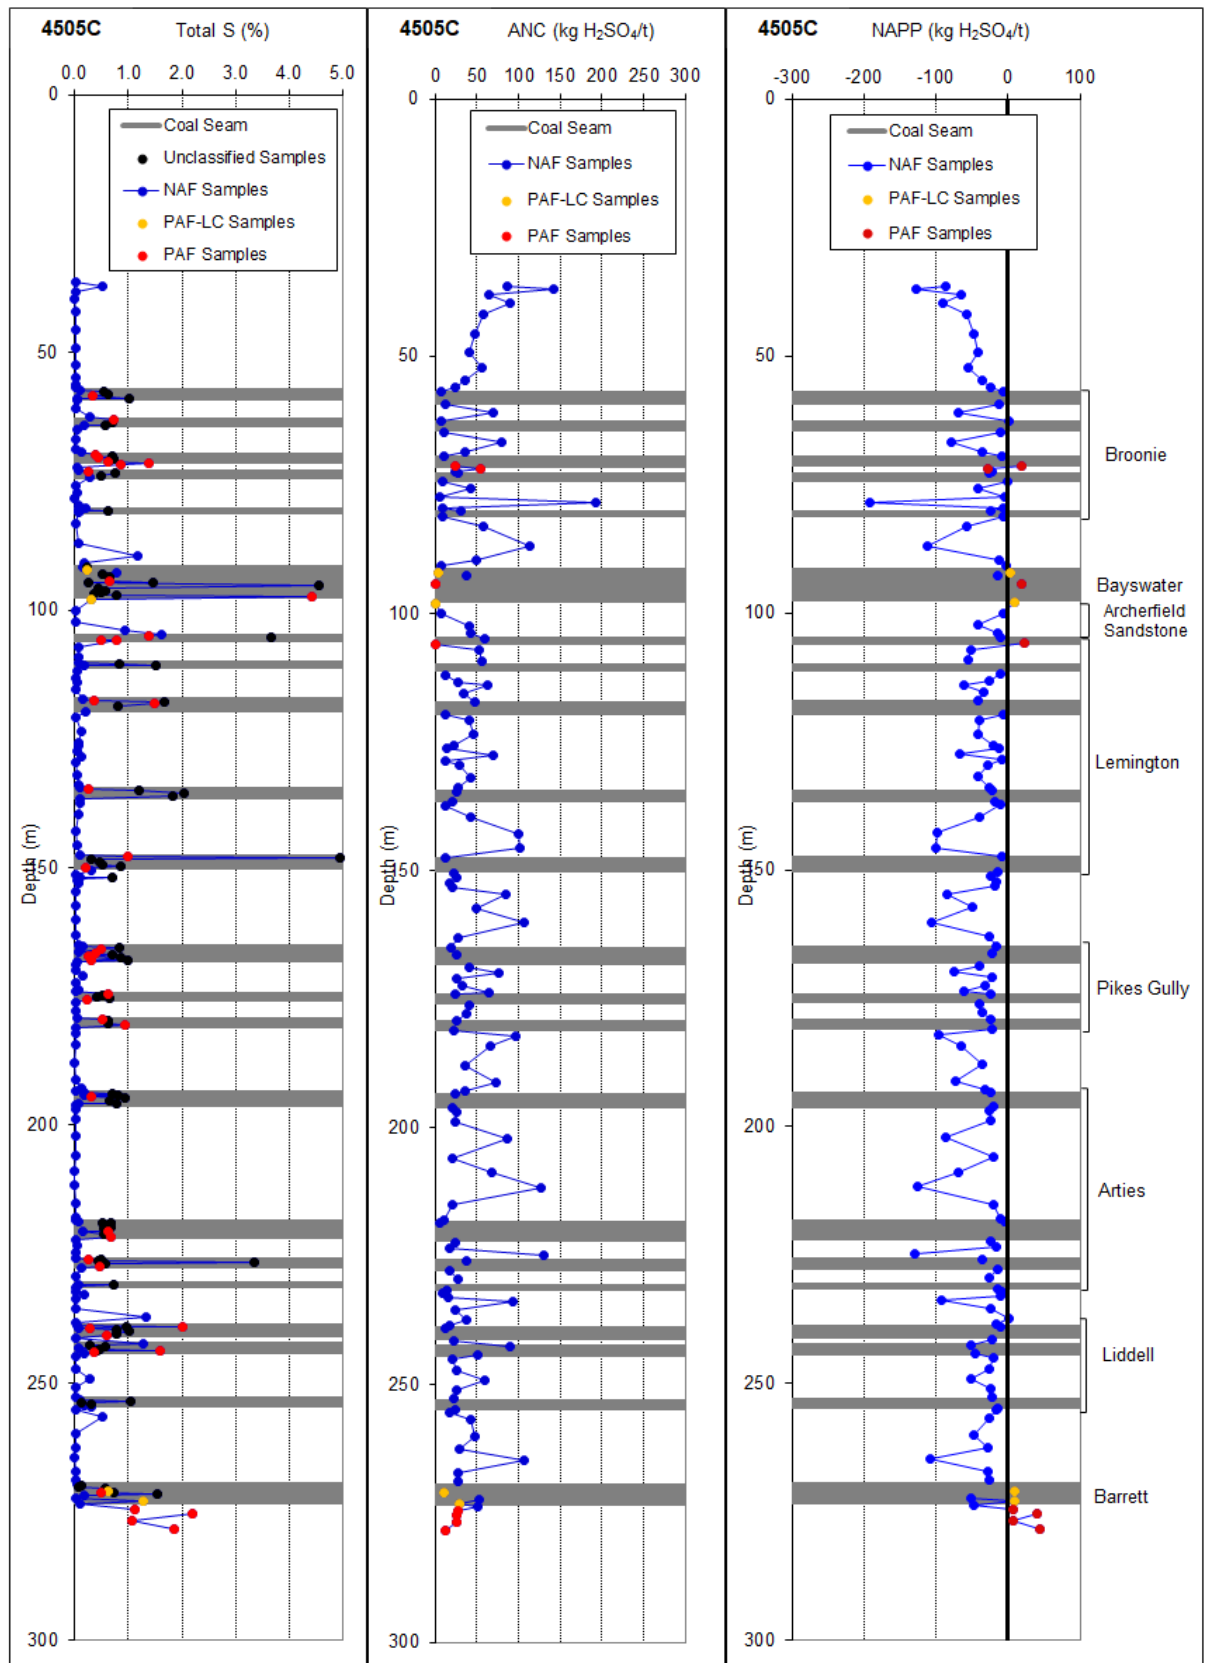 4505C Total S (%)
0.0 1.0 2.0 3.0 4.0 5.0
0
50
100
150
200
250
300
Depth (m)
Coal Seam
Unclassified Samples
NAF Samples
PAF-LC Samples
PAF Samples
4505C ANC (kg H₂SO₄/t)
0 50 100 150 200 250 300
0
50
100
150
200
250
300
Depth (m)
Coal Seam
NAF Samples
PAF-LC Samples
PAF Samples
4505C NAPP (kg H₂SO₄/t)
-300 -200 -100 0 100
0
50
100
150
200
250
300
Depth (m)
Coal Seam
NAF Samples
PAF-LC Samples
PAF Samples
Broonie
Bayswater
Archerfield
Sandstone
Lemington
Pikes Gully
Arties
Liddell
Barrett